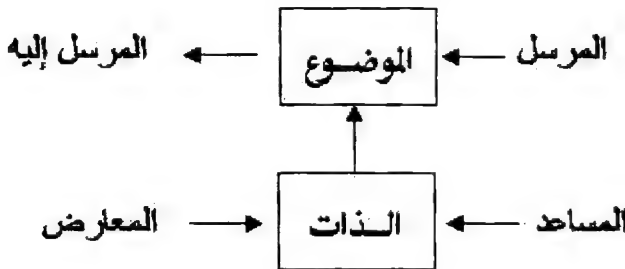 المرسل الموضوع المرسل إليه
المساعد الذات المعارض